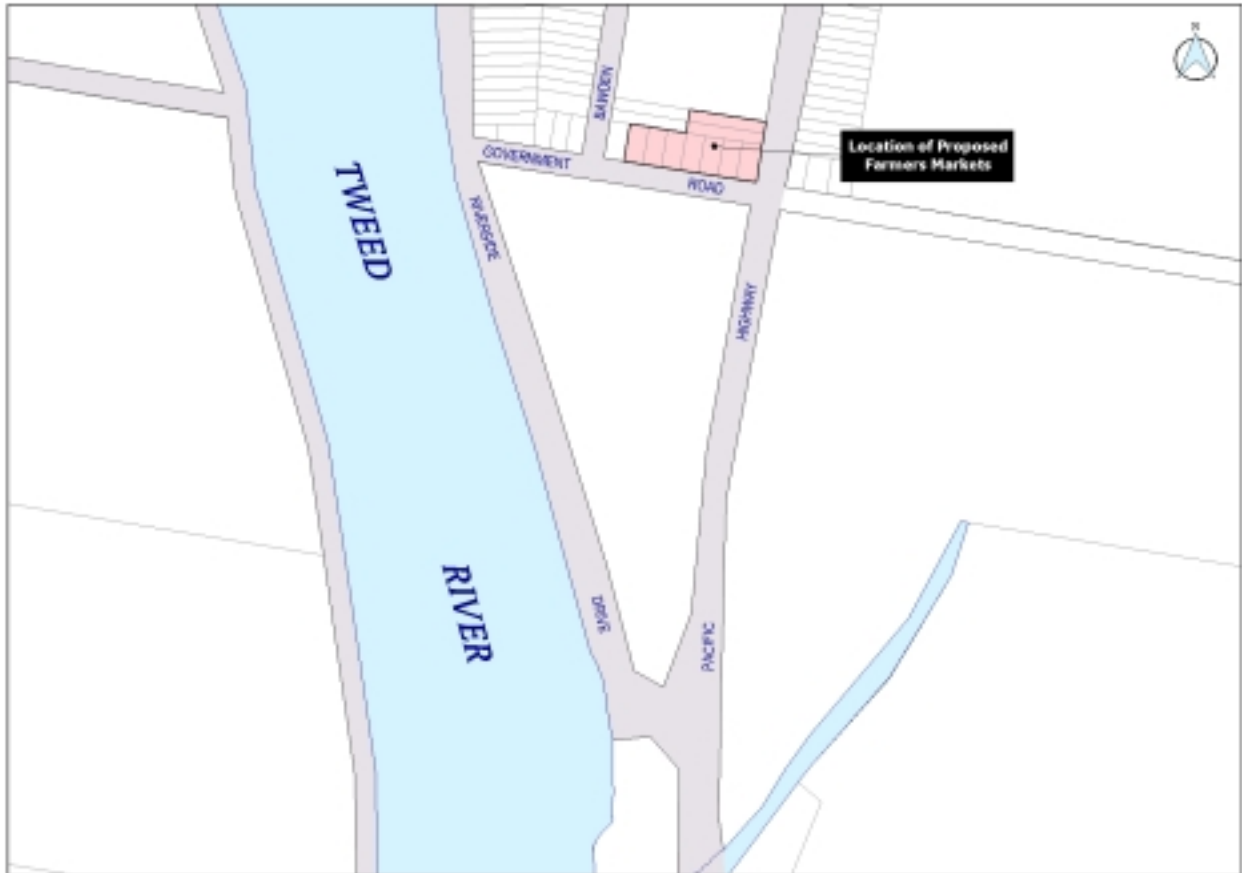 N
BAWDEN
GOVERNMENT
ROAD
Location of Proposed
Farmers Markets
TWEED
RIVERSIDE
HIGHWAY
RIVER
DRIVE
PACIFIC